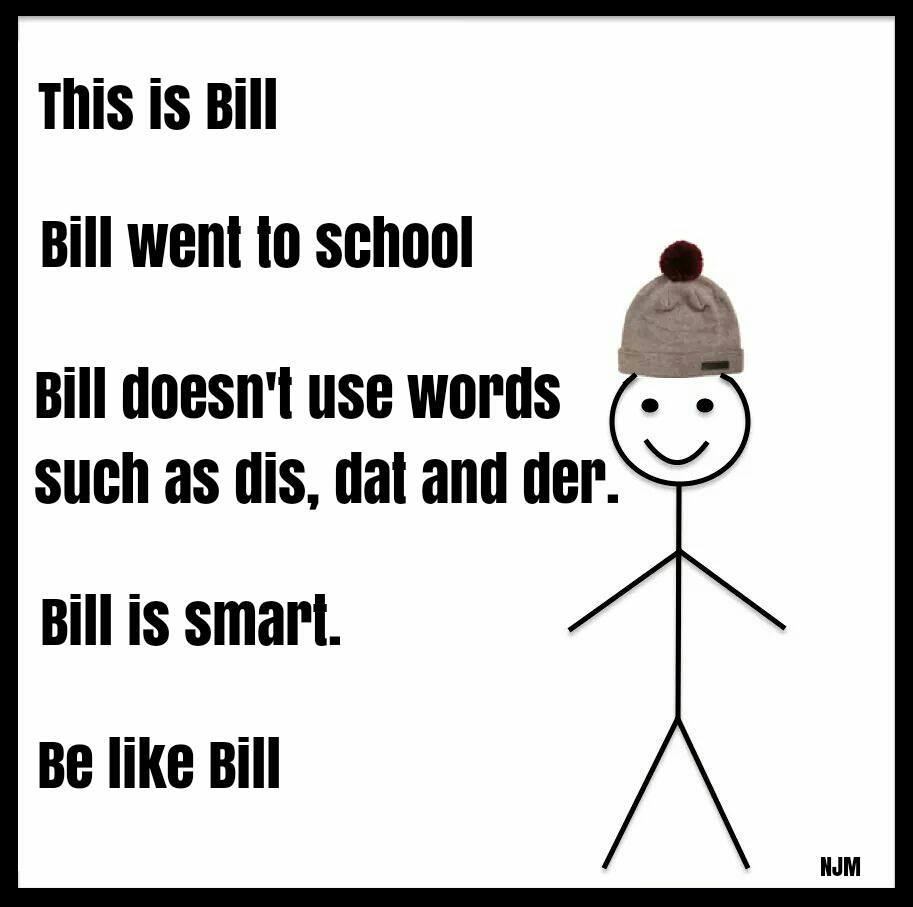 This is Bill
Bill went to school
Bill doesn't use words
such as dis, dat and der.
Bill is smart.
Be like Bill
NJM